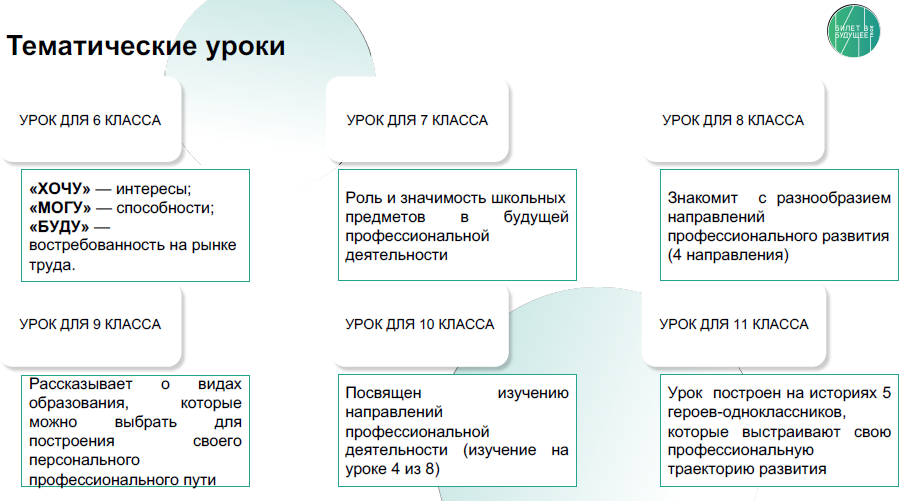 Тематические уроки
БИЛЕТ В
БУДУЩЕЕ
УРОК ДЛЯ 6 КЛАССА
«ХОЧУ» — интересы;
«МОГУ» — способности;
«БУДУ» —
востребованность на рынке
труда.
УРОК ДЛЯ 7 КЛАССА
Роль и значимость школьных
предметов в будущей
профессиональной
деятельности
УРОК ДЛЯ 8 КЛАССА
Знакомит с разнообразием
направлений
профессионального развития
(4 направления)
УРОК ДЛЯ 9 КЛАССА
Рассказывает о видах
образования, которые
можно выбрать для
построения своего
персонального
профессионального пути
УРОК ДЛЯ 10 КЛАССА
Посвящен изучению
направлений
профессиональной
деятельности (изучение на
уроке 4 из 8)
УРОК ДЛЯ 11 КЛАССА
Урок построен на историях 5
героев-одноклассников,
которые выстраивают свою
профессиональную
траекторию развития